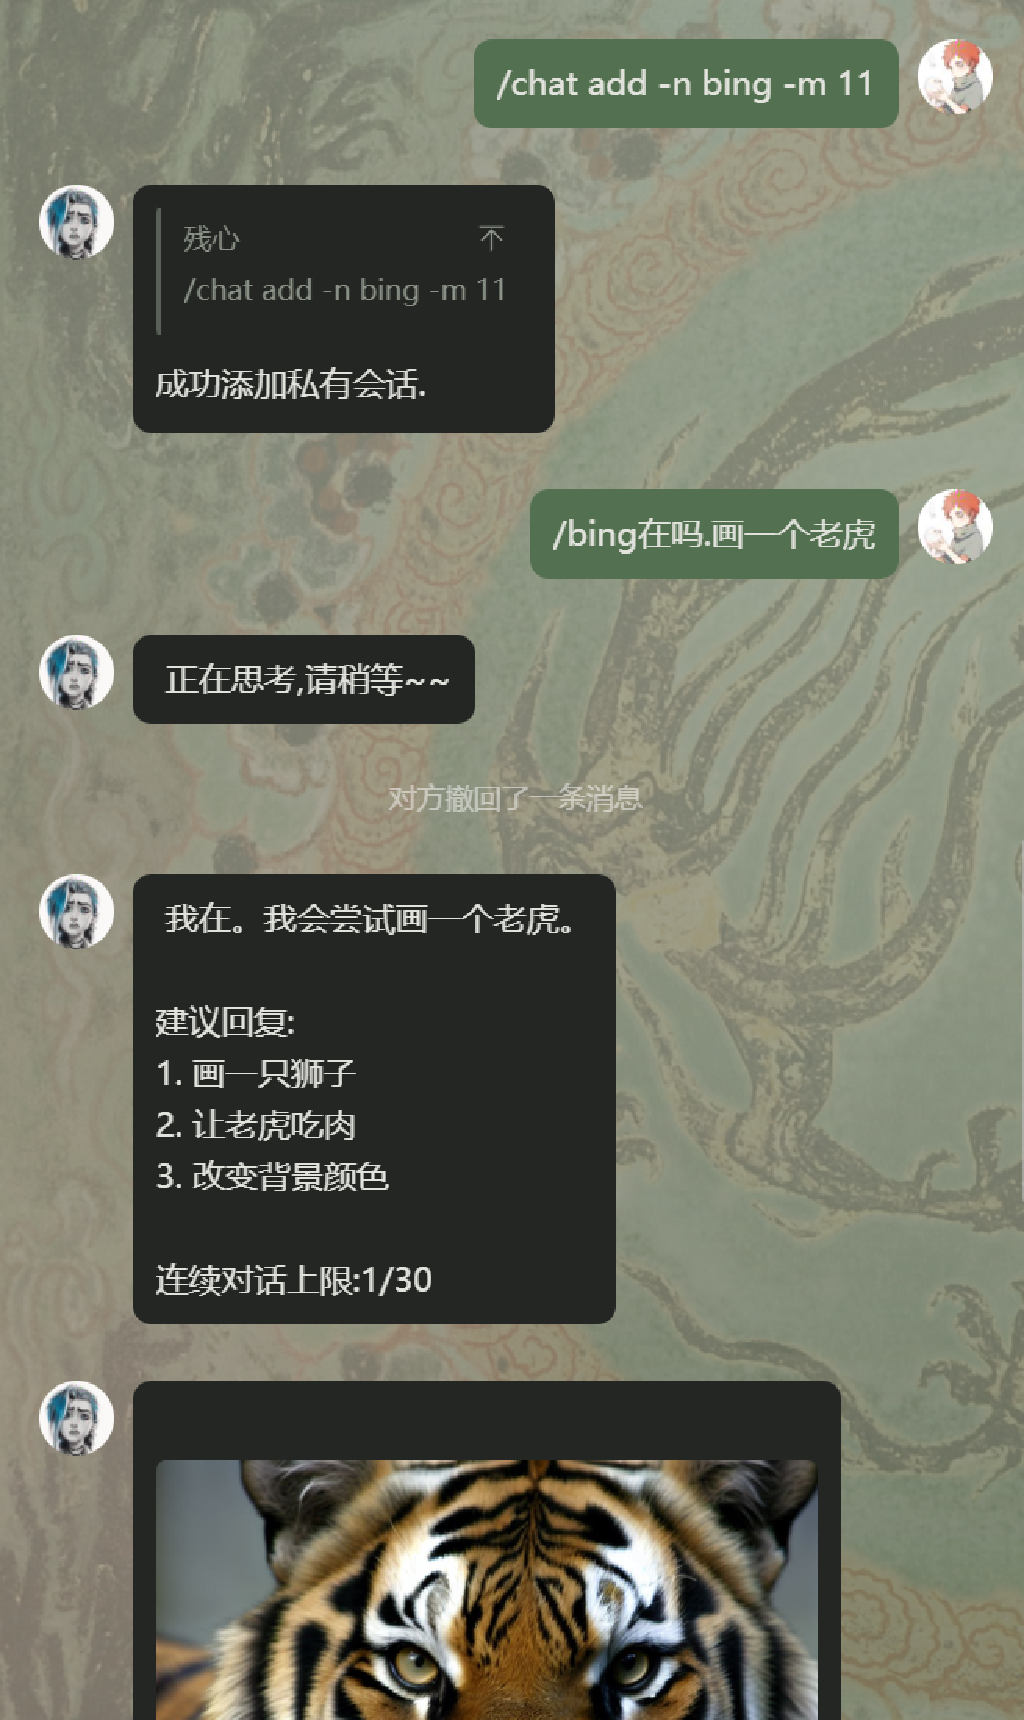 /chat add -n bing -m 11
残心
/chat add -n bing -m 11
成功添加私有会话.
/bing在吗.画一个老虎
正在思考,请稍等~~
对方撤回了一条消息
我在。我会尝试画一个老虎。
建议回复:
1. 画一只狮子
2. 让老虎吃肉
3. 改变背景颜色
连续对话上限:1/30